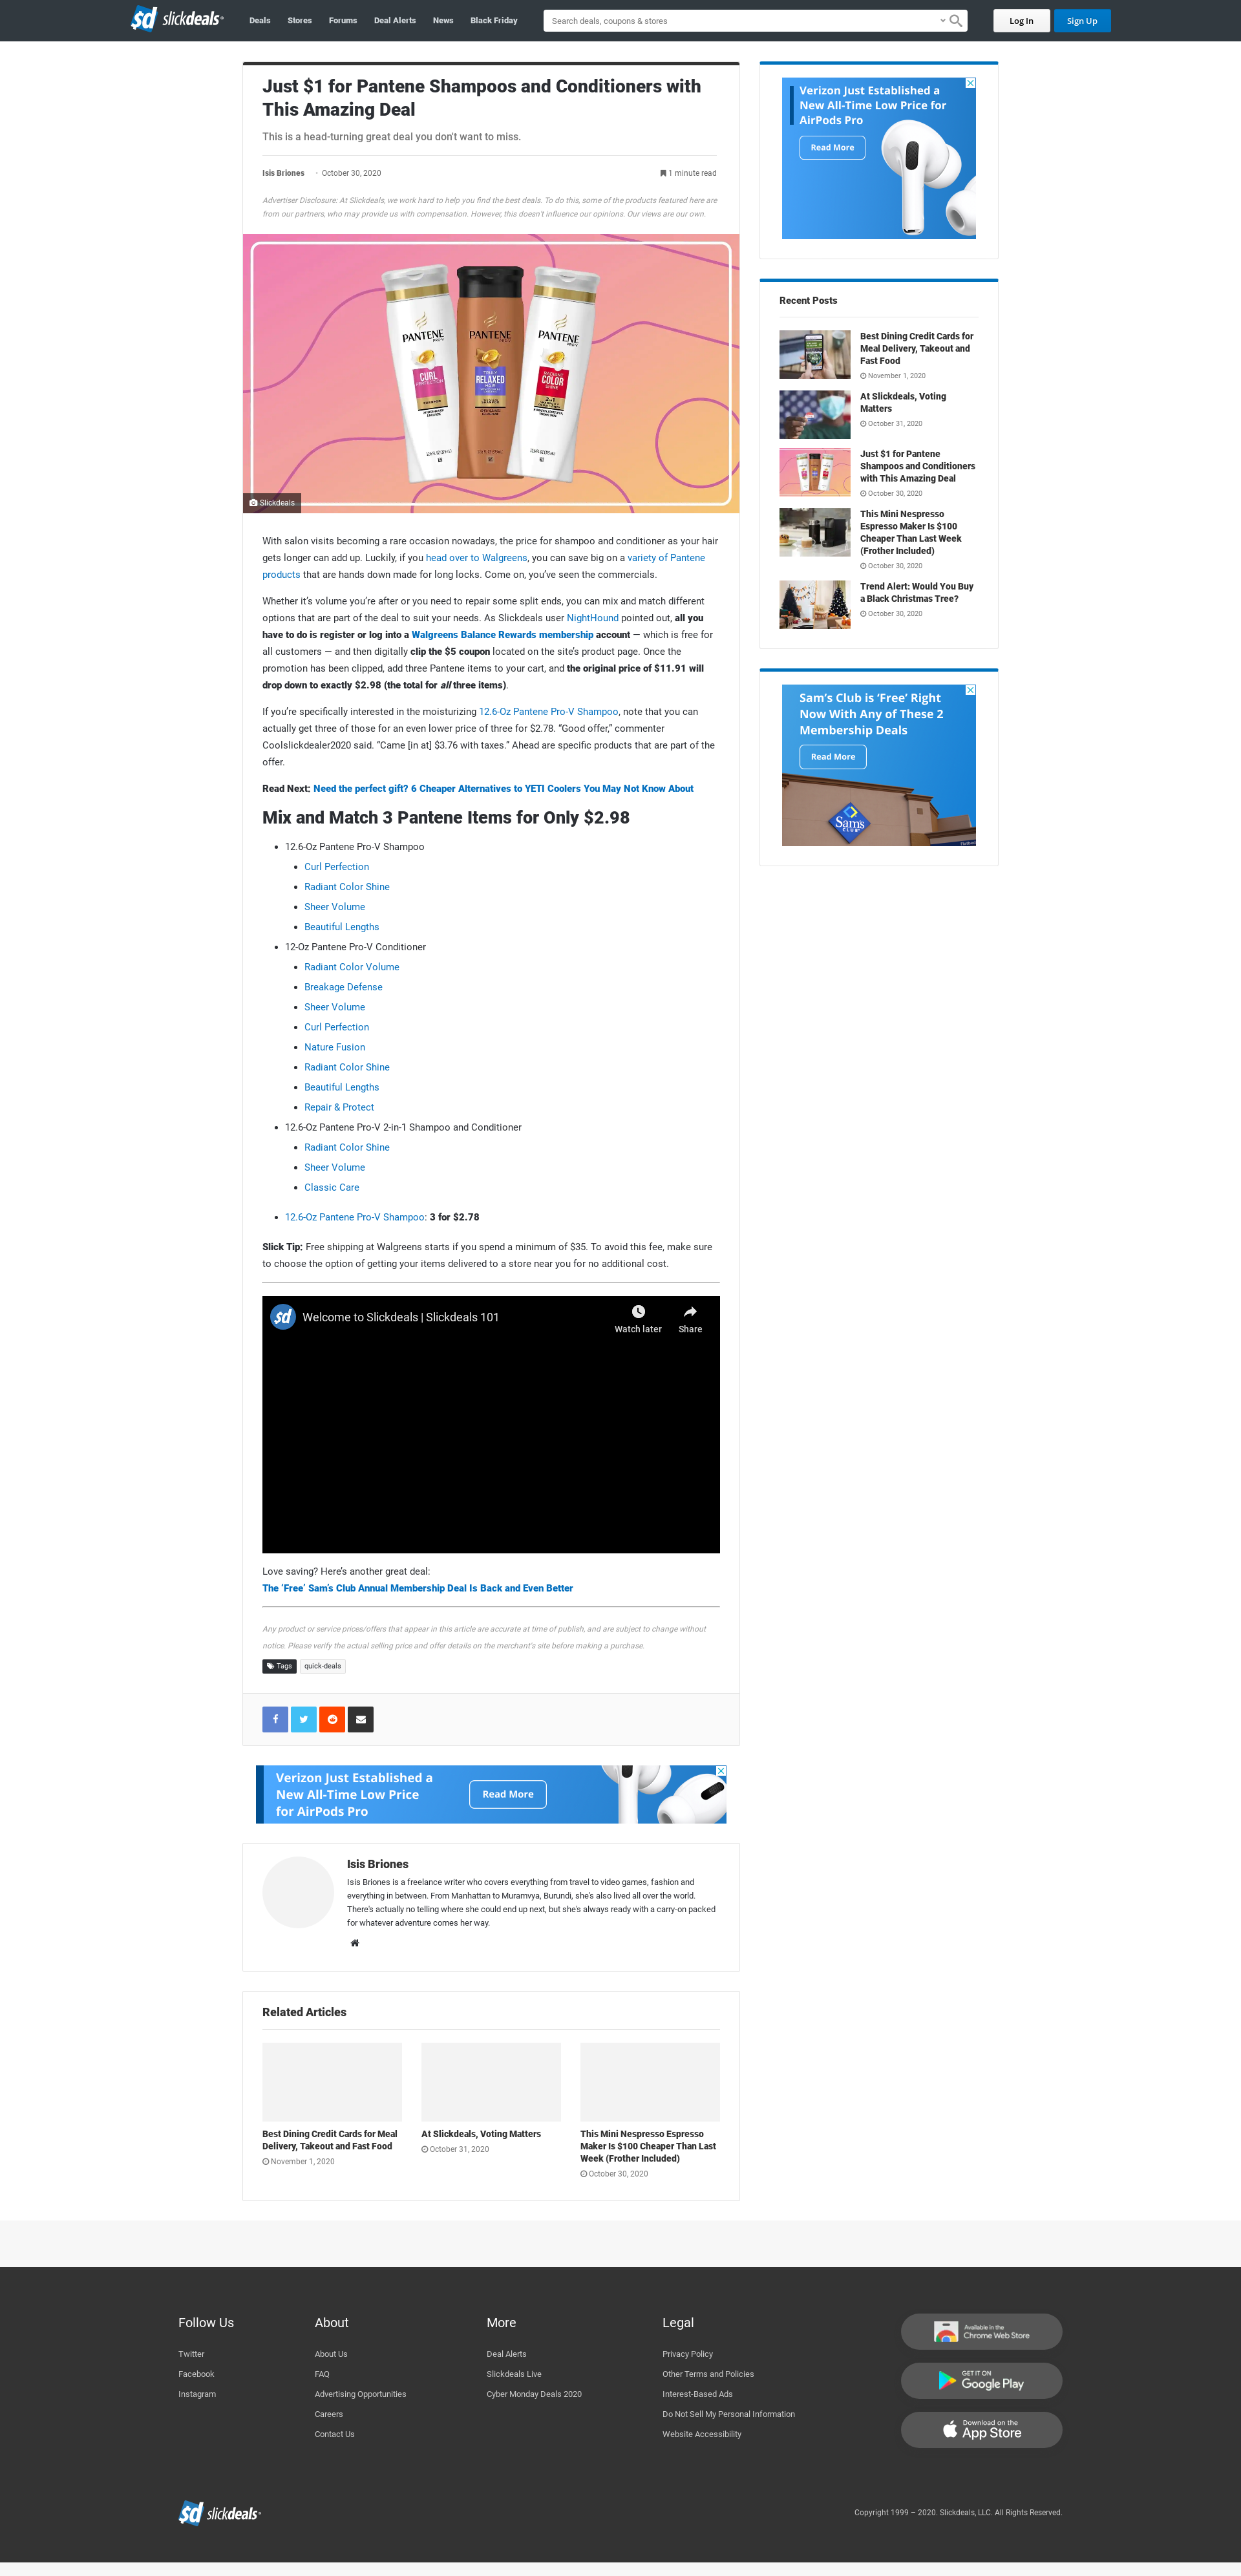 slickdeals
Deals Stores Forums Deal Alerts News Black Friday
Search deals, coupons & stores
Log In
Sign Up
Just $1 for Pantene Shampoos and Conditioners with
This Amazing Deal
This is a head-turning great deal you don't want to miss.
Isis Briones · October 30, 2020
1 minute read
Advertiser Disclosure: At Slickdeals, we work hard to help you find the best deals. To do this, some of the products featured here are
from our partners, who may provide us with compensation. However, this doesn't influence our opinions. Our views are our own.
PANTENE
PRO-V
CURL
PERFECTION
SHAMPOO
PANTENE
PRO-V
TRULY
RELAXED
HAIR
PANTENE
PRO-V
RADIANT
COLOR
SHINE
2 in 1
Slickdeals
With salon visits becoming a rare occasion nowadays, the price for shampoo and conditioners as your hair
gets longer can add up. Luckily, if you head over to Walgreens, you can save big on a variety of Pantene
products that are hands down made for long locks. Come on, you've seen the commercials.
Whether it's volume you're after or you need to repair some split ends, you can mix and match different
options that are part of the deal to suit your needs. As Slickdeals user NightHound pointed out, all you
have to do is register or log into a Walgreens Balance Rewards membership account — which is free for
all customers — and then digitally clip the $5 coupon located on the site's product page. Once the
promotion has been clipped, add three Pantene items to your cart, and the original price of $11.91 will
drop down to exactly $2.98 (the total for all three items).
If you're specifically interested in the moisturizing 12.6-Oz Pantene Pro-V Shampoo, note that you can
actually get three of those for an even lower price of three for $2.78. "Good offer," commenter
Coolslickdealer2020 said. "Came [in at] $3.76 with taxes." Ahead are specific products that are part of the
offer.
Read Next: Need the perfect gift? 6 Cheaper Alternatives to YETI Coolers You May Not Know About
Mix and Match 3 Pantene Items for Only $2.98
12.6-Oz Pantene Pro-V Shampoo
Curl Perfection
Radiant Color Shine
Sheer Volume
Beautiful Lengths
12-Oz Pantene Pro-V Conditioner
Radiant Color Volume
Breakage Defense
Sheer Volume
Curl Perfection
Nature Fusion
Radiant Color Shine
Beautiful Lengths
Repair & Protect
12.6-Oz Pantene Pro-V 2-in-1 Shampoo and Conditioner
Radiant Color Shine
Sheer Volume
Classic Care
12.6-Oz Pantene Pro-V Shampoo: 3 for $2.78
Slick Tip: Free shipping at Walgreens starts if you spend a minimum of $35. To avoid this fee, make sure
to choose the option of getting your items delivered to a store near you for no additional cost.
Welcome to Slickdeals | Slickdeals 101
Watch later
Share
Love saving? Here's another great deal:
The 'Free' Sam's Club Annual Membership Deal Is Back and Even Better
Any product or service prices/offers that appear in this article are accurate at time of publish, and are subject to change without
notice. Please verify the actual selling price and offer details on the merchant's site before making a purchase.
Tags quick-deals
Verizon Just Established a
New All-Time Low Price
for AirPods Pro
Read More
Isis Briones
Isis Briones is a freelance writer who covers everything from travel to video games, fashion and
everything in between. From Manhattan to Muramvya, Burundi, she's also lived all over the world.
There's actually no telling where she could end up next, but she's always ready with a carry-on packed
for whatever adventure comes her way.
Related Articles
Best Dining Credit Cards for Meal
Delivery, Takeout and Fast Food
November 1, 2020
At Slickdeals, Voting Matters
October 31, 2020
This Mini Nespresso Espresso
Maker Is $100 Cheaper Than Last
Week (Frother Included)
October 30, 2020
Verizon Just Established a
New All-Time Low Price for
AirPods Pro
Read More
Recent Posts
Best Dining Credit Cards for
Meal Delivery, Takeout and
Fast Food
November 1, 2020
At Slickdeals, Voting
Matters
October 31, 2020
Just $1 for Pantene
Shampoos and Conditioners
with This Amazing Deal
October 30, 2020
This Mini Nespresso
Espresso Maker Is $100
Cheaper Than Last Week
(Frother Included)
October 30, 2020
Trend Alert: Would You Buy
a Black Christmas Tree?
October 30, 2020
Sam's Club is 'Free' Right
Now With Any of These 2
Membership Deals
Read More
Sam's
CLUB
Follow Us
Twitter
Facebook
Instagram
About
About Us
FAQ
Advertising Opportunities
Careers
Contact Us
More
Deal Alerts
Slickdeals Live
Cyber Monday Deals 2020
Legal
Privacy Policy
Other Terms and Policies
Interest-Based Ads
Do Not Sell My Personal Information
Website Accessibility
Available in the
Chrome Web Store
GET IT ON
Google Play
Download on the
App Store
slickdeals
Copyright 1999 – 2020. Slickdeals, LLC. All Rights Reserved.